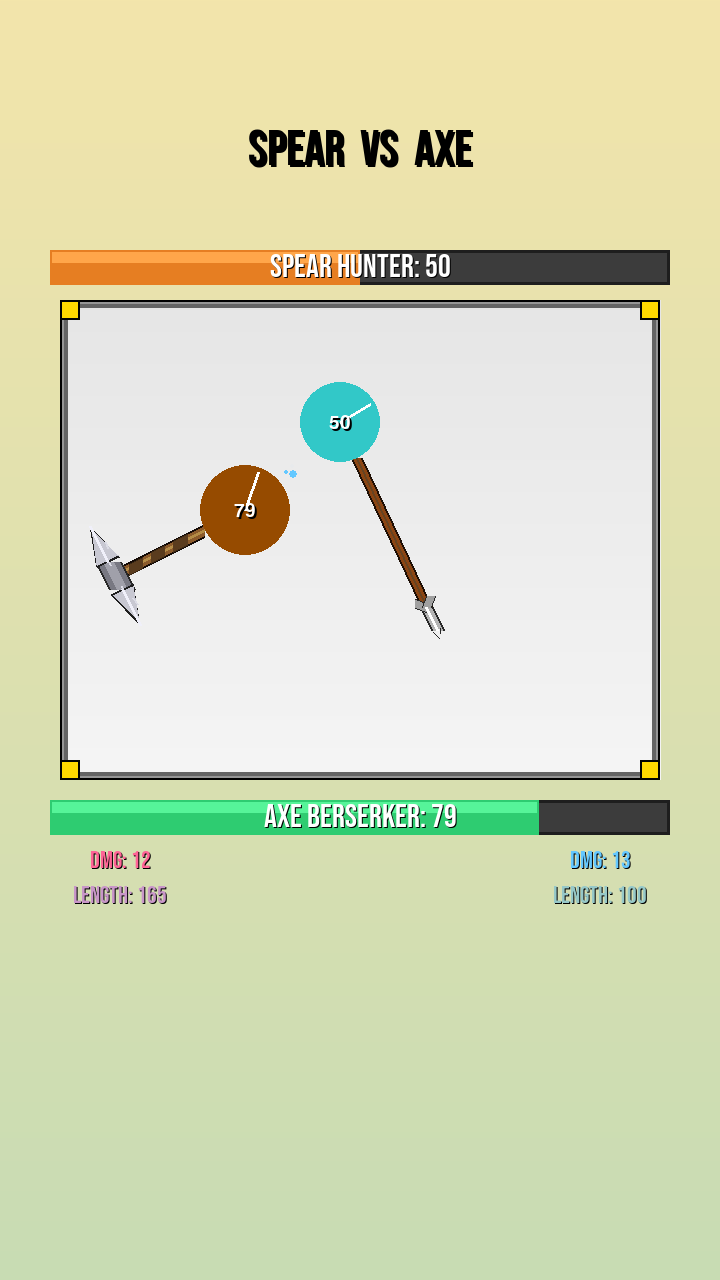 SPEAR VS AXE
SPEAR HUNTER: 50
50
79
AXE BERSERKER: 79
DMG: 12
DMG: 13
LENGTH: 165
LENGTH: 100